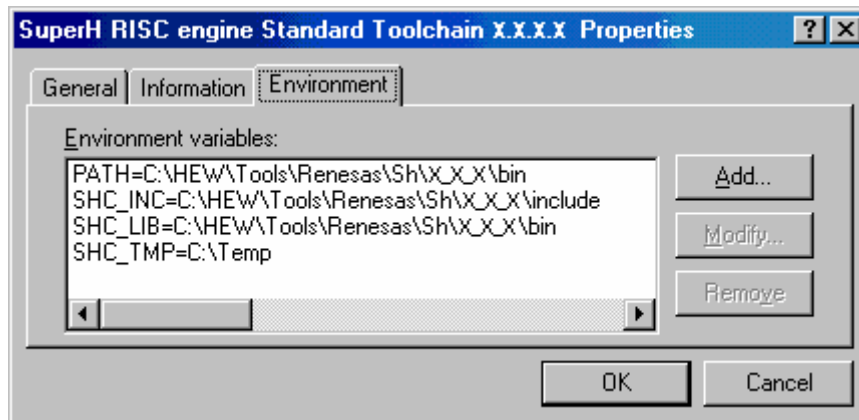 SuperH RISC engine Standard Toolchain X.X.X.X Properties
General Information Environment
Environment variables:
PATH=C:\HEW\Tools\Renesas\Sh\X_X_X\bin
SHC_INC=C:\HEW\Tools\Renesas\Sh\X_X_X\include
SHC_LIB=C:\HEW\Tools\Renesas\Sh\X_X_X\bin
SHC_TMP=C:\Temp
Add...
Modify...
Remove
OK Cancel